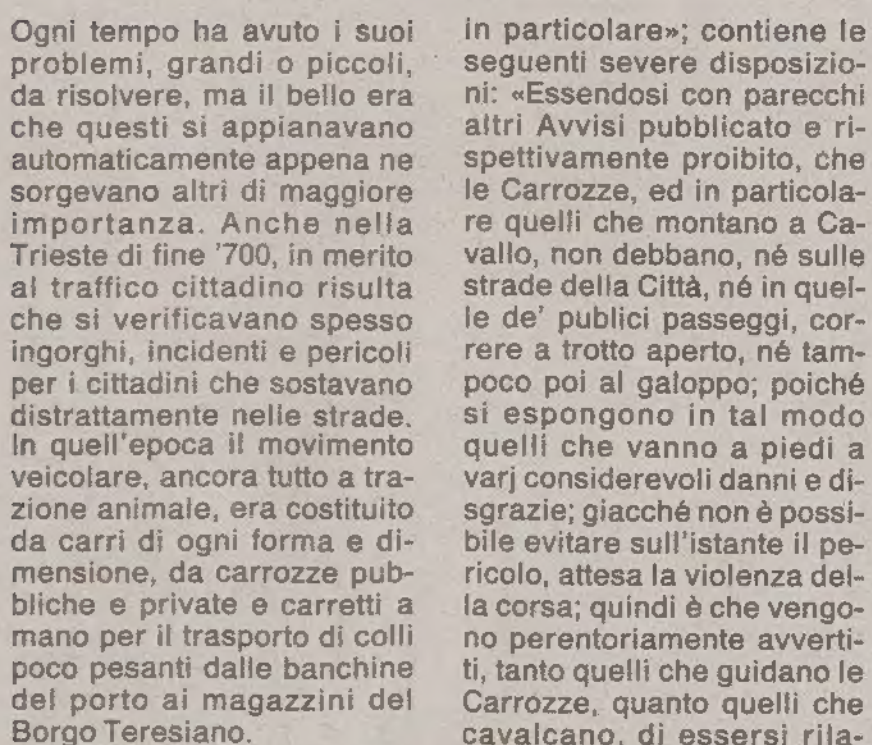 Ogni tempo ha avuto i suoi
problemi, grandi o piccoli,
da risolvere, ma il bello era
che questi si appianavano
automaticamente appena ne
sorgevano altri di maggiore
importanza. Anche nella
Trieste di fine '700, in merito
al traffico cittadino risulta
che si verificavano spesso
ingorghi, incidenti e pericoli
per i cittadini che sostavano
distrattamente nelle strade.
In quell'epoca il movimento
veicolare, ancora tutto a tra-
zione animale, era costituito
da carri di ogni forma e di-
mensione, da carrozze pub-
bliche e private e carretti a
mano per il trasporto di colli
poco pesanti dalle banchine
del porto ai magazzini del
Borgo Teresiano.
in particolare»; contiene le
seguenti severe disposizio-
ni: «Essendosi con parecchi
altri Avvisi pubblicato e ri-
spettivamente proibito, che
le Carrozze, ed in particola-
re quelli che montano a Ca-
vallo, non debbano, né sulle
strade della Città, né in quel-
le de' publici passeggi, cor-
rere a trotto aperto, né tam-
poco poi al galoppo; poiché
si espongono in tal modo
quelli che vanno a piedi a
varj considerevoli danni e di-
sgrazie; giacché non è possi-
bile evitare sull'istante il pe-
ricolo, attesa la violenza del-
la corsa; quindi è che vengo-
no perentoriamente avverti-
ti, tanto quelli che guidano le
Carrozze, quanto quelli che
cavalcano, di essersi rila-